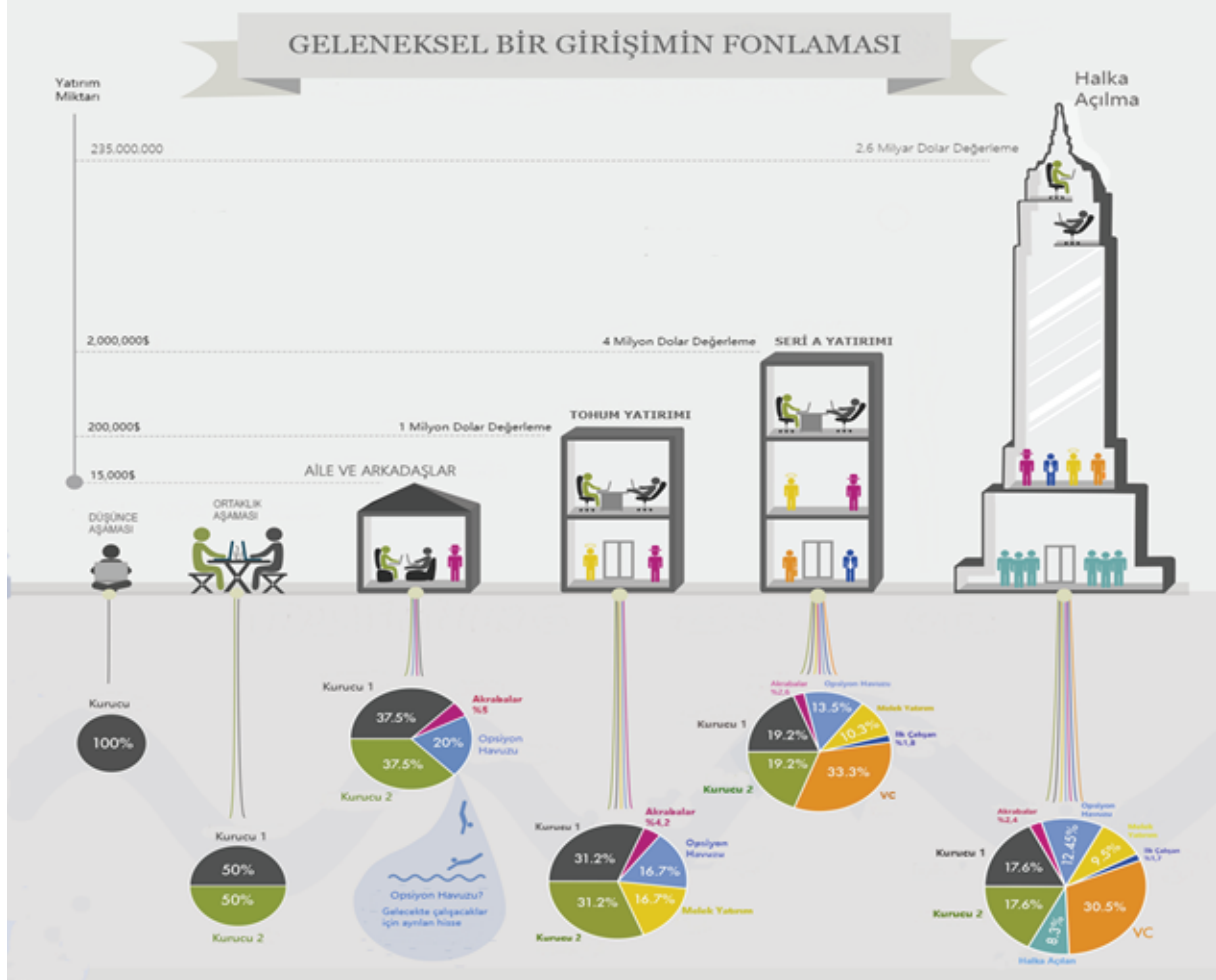 GELENEKSEL BİR GİRİŞİMİN FONLAMASI
Yatırım
Miktarı
Halka
Açılma
235.000.000
2.6 Milyar Dolar Değerleme
2,000,000$
4 Milyon Dolar Değerleme
SERİ A YATIRIMI
200,000$
1 Milyon Dolar Değerleme
TOHUM YATIRIMI
15,000$
AİLE VE ARKADAŞLAR
DÜŞÜNCE
AŞAMASI
ORTAKLIK
AŞAMASI
Kurucu
100%
Kurucu 1
50%
50%
Kurucu 2
Kurucu 1
Akrabalar
%5
37.5%
20%
Opsiyon
Havuzu
37.5%
Kurucu 2
Opsiyon Havuzu?
Gelecekte çalışacaklar
için ayrılan hisse
Kurucu 1
Akrabalar
%4,2
31.2%
Opsiyon
Havuzu
16.7%
31.2%
16.7%
Melek Yatırım
Kurucu 2
Akrabalar
%2,6
Opsiyon Havuzu
13.5%
Melek Yatırım
Kurucu 1
19.2%
10.3%
İlk Çalışan
%1,8
19.2%
33.3%
Kurucu 2
VC
Akrabalar
%2,4
Opsiyon
Havuzu
12.45%
Melek
Yatırım
9.5%
İlk Çalışan
%1,7
Kurucu 1
17.6%
17.6%
30.5%
Kurucu 2
8.3%
VC
Halka Açılan